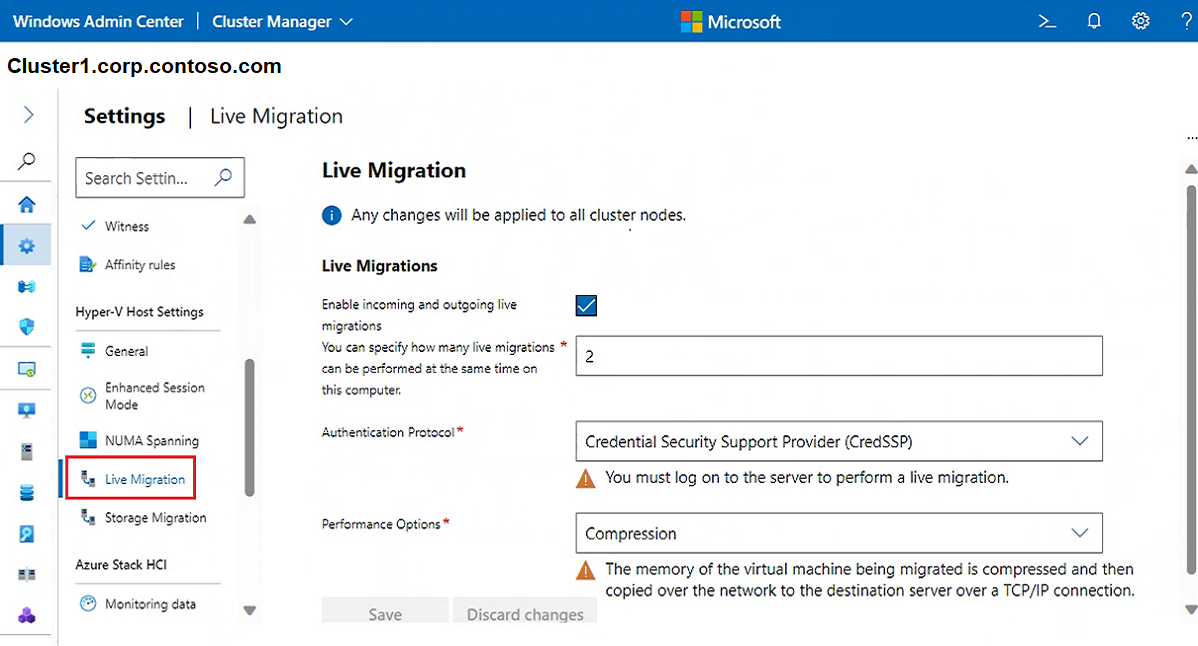 Windows Admin Center | Cluster Manager
Microsoft
?
Cluster1.corp.contoso.com
Settings | Live Migration
...
Search Settin...
Witness
Affinity rules
Hyper-V Host Settings
General
Enhanced Session
Mode
NUMA Spanning
Live Migration
Storage Migration
Azure Stack HCI
Monitoring data
Live Migration
Any changes will be applied to all cluster nodes.
Live Migrations
Enable incoming and outgoing live
migrations
You can specify how many live migrations *
can be performed at the same time on
this computer.
2
Authentication Protocol *
Credential Security Support Provider (CredSSP)
You must log on to the server to perform a live migration.
Performance Options *
Compression
The memory of the virtual machine being migrated is compressed and then
copied over the network to the destination server over a TCP/IP connection.
Save
Discard changes